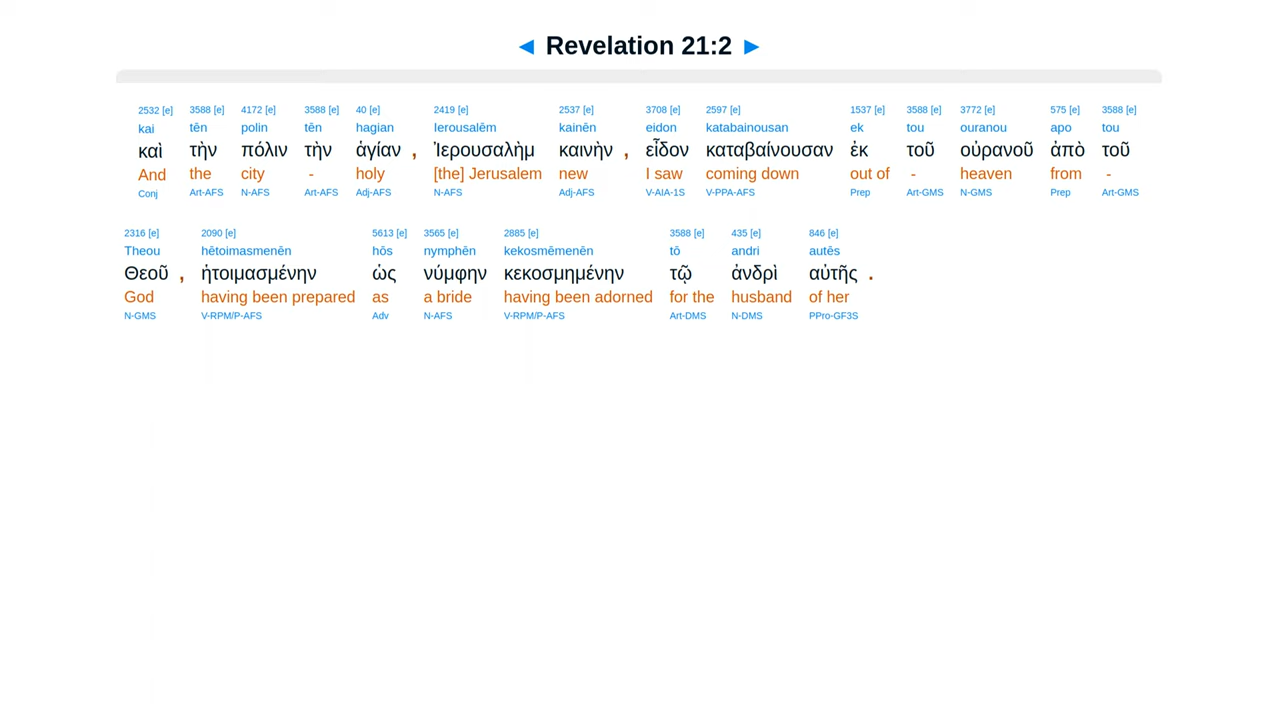 ◄ Revelation 21:2 ►
2532 [e] 3588 [e] 4172 [e] 3588 [e] 40 [e] 2419 [e] 2537 [e] 3708 [e] 2597 [e] 1537 [e] 3588 [e] 3772 [e] 575 [e] 3588 [e]
kai tēn polin tēn hagian Ierousalēm kainēn eidon katabainousan ek tou ouranou apo tou
καὶ τὴν πόλιν τὴν ἁγίαν , Ἰερουσαλὴμ καινὴν , εἶδον καταβαίνουσαν ἐκ τοῦ οὐρανοῦ ἀπὸ τοῦ
And the city - holy [the] Jerusalem new I saw coming down out of - heaven from -
Conj Art-AFS N-AFS Art-AFS Adj-AFS N-AFS Adj-AFS V-AIA-1S V-PPA-AFS Prep Art-GMS N-GMS Prep Art-GMS
2316 [e] 2090 [e] 5613 [e] 3565 [e] 2885 [e] 3588 [e] 435 [e] 846 [e]
Theou hētoimasmenēn hōs nymphēn kekosmēmenēn tō andri autēs
Θεοῦ , ἡτοιμασμένην ὡς νύμφην κεκοσμημένην τῷ ἀνδρὶ αὐτῆς .
God having been prepared as a bride having been adorned for the husband of her
N-GMS V-RPM/P-AFS Adv N-AFS V-RPM/P-AFS Art-DMS N-DMS PPro-GF3S